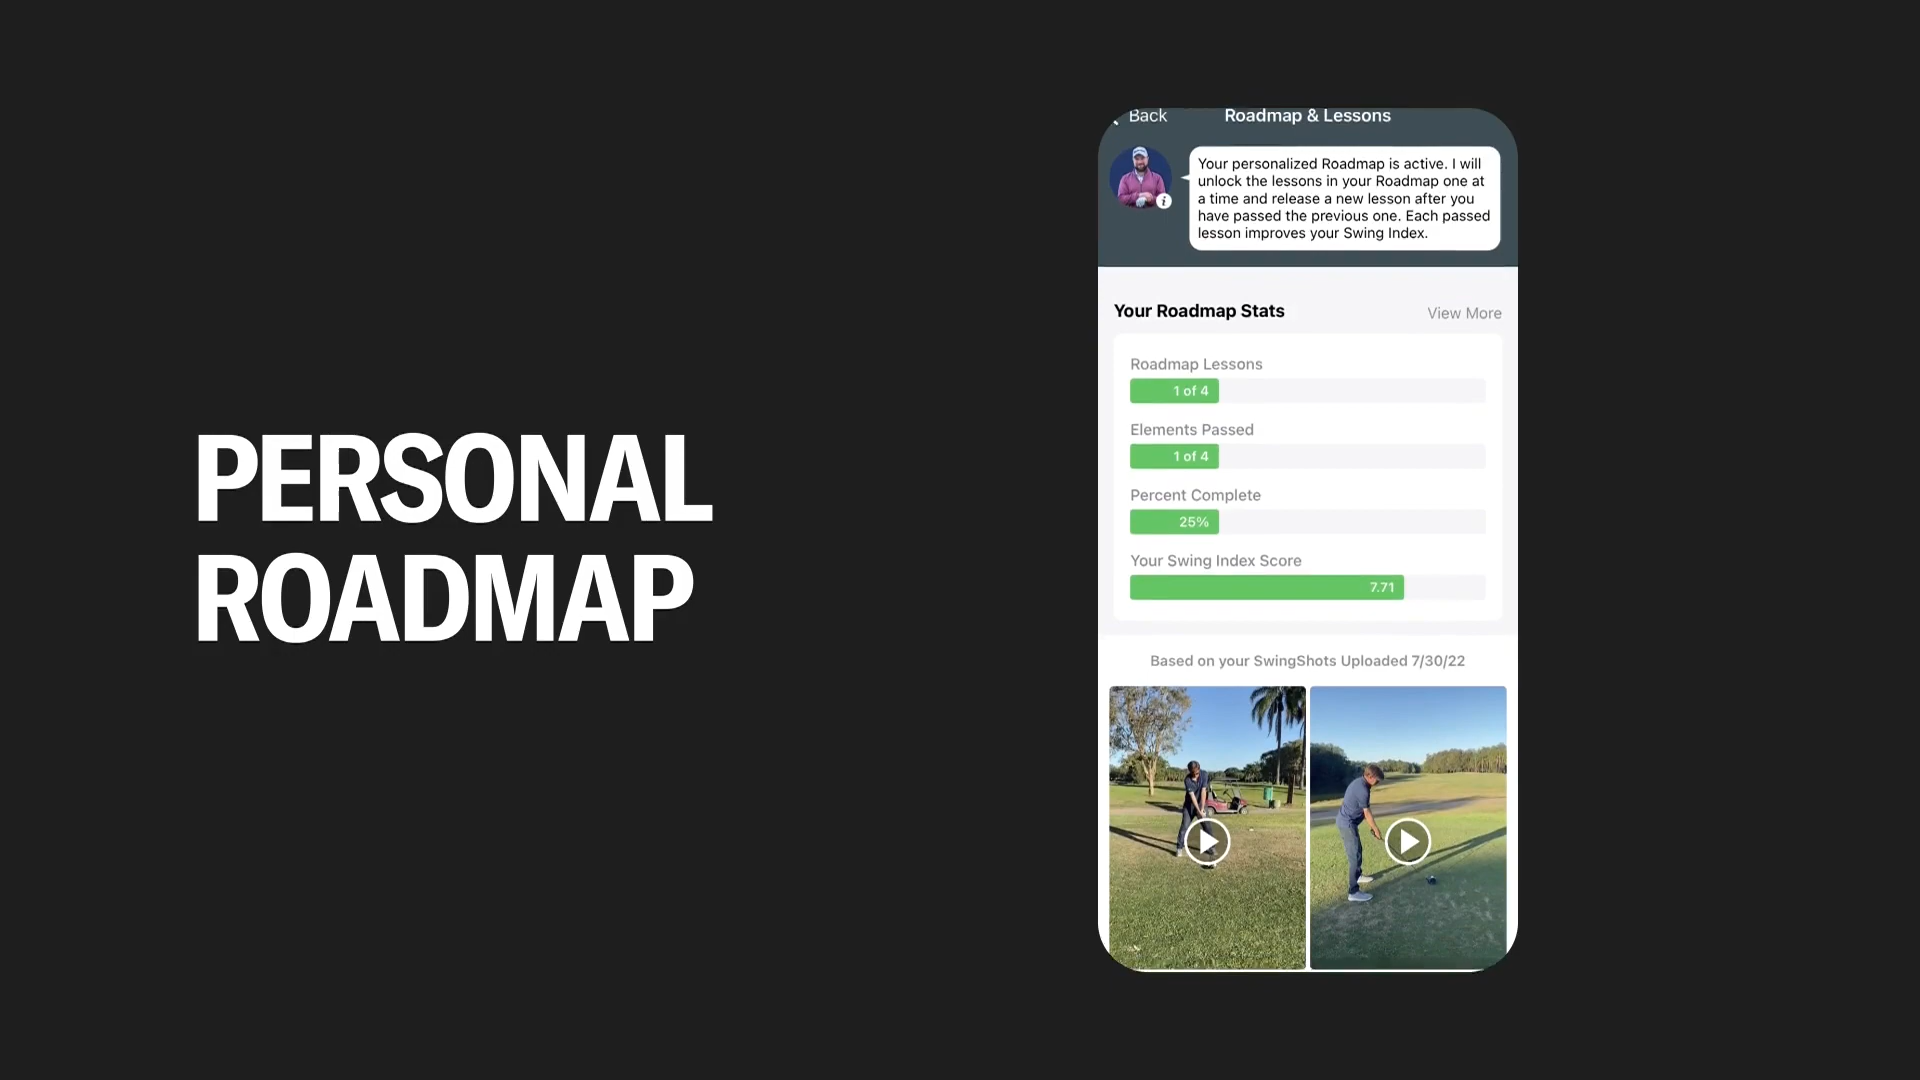 PERSONAL
ROADMAP
Back
Roadmap & Lessons
Your personalized Roadmap is active. I will
unlock the lessons in your Roadmap one at
a time and release a new lesson after you
have passed the previous one. Each passed
lesson improves your Swing Index.
Your Roadmap Stats
View More
Roadmap Lessons
1 of 4
Elements Passed
1 of 4
Percent Complete
25%
Your Swing Index Score
7.71
Based on your SwingShots Uploaded 7/30/22